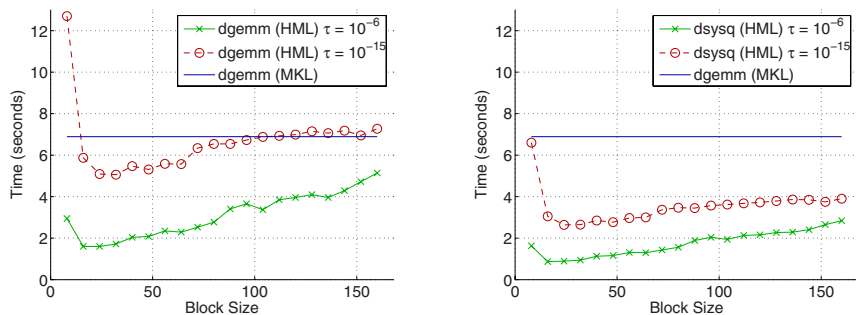 dgemm (HML) τ = 10⁻⁶
dgemm (HML) τ = 10⁻¹⁵
dgemm (MKL)
12
10
8
6
4
2
0
Time (seconds)
0
50
100
150
Block Size
dsysq (HML) τ = 10⁻⁶
dsysq (HML) τ = 10⁻¹⁵
dgemm (MKL)
12
10
8
6
4
2
0
Time (seconds)
0
50
100
150
Block Size